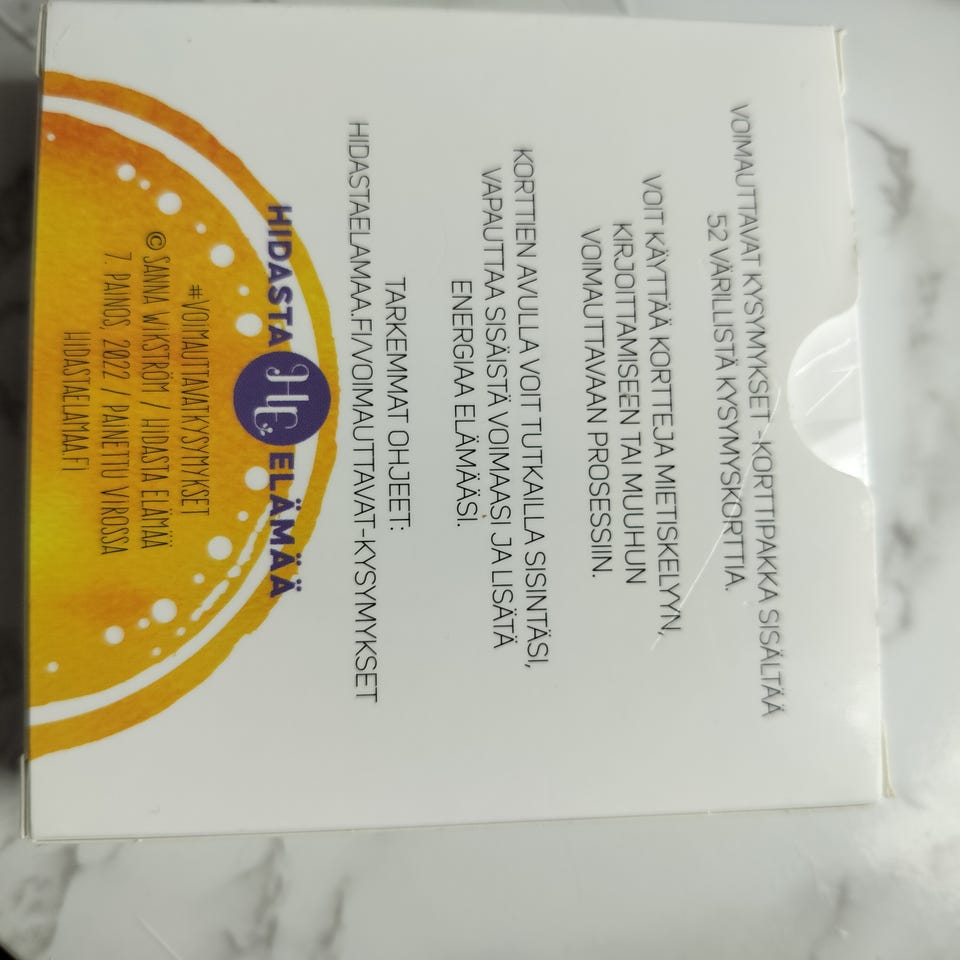 VOIMAUTTAVAT KYSYMYKSET -KORTTIPAKKA SISÄLTÄÄ
52 VÄRILLISTÄ KYSYMYSKORTTIA.
VOIT KÄYTTÄÄ KORTTEJA MIETISKELYYN,
KIRJOITTAMISEEN TAI MUUHUN
VOIMAUTTAVAAN PROSESSIIN.
KORTTIEN AVULLA VOIT TUTKAILLA SISINTÄSI,
VAPAUTTAA SISÄISTÄ VOIMAASI JA LISÄTÄ
ENERGIAA ELÄMÄÄSI.
TARKEMMAT OHJEET:
HIDASTAELAMAA.FI/VOIMAUTTAVAT-KYSYMYKSET
HIDASTA HE ELÄMÄÄ
#VOIMAUTTAVATKYSYMYKSET
© SANNA WIKSTRÖM / HIDASTA ELÄMÄÄ
7. PAINOS, 2022 / PAINETTU VIROSSA
HIDASTAELAMAA.FI